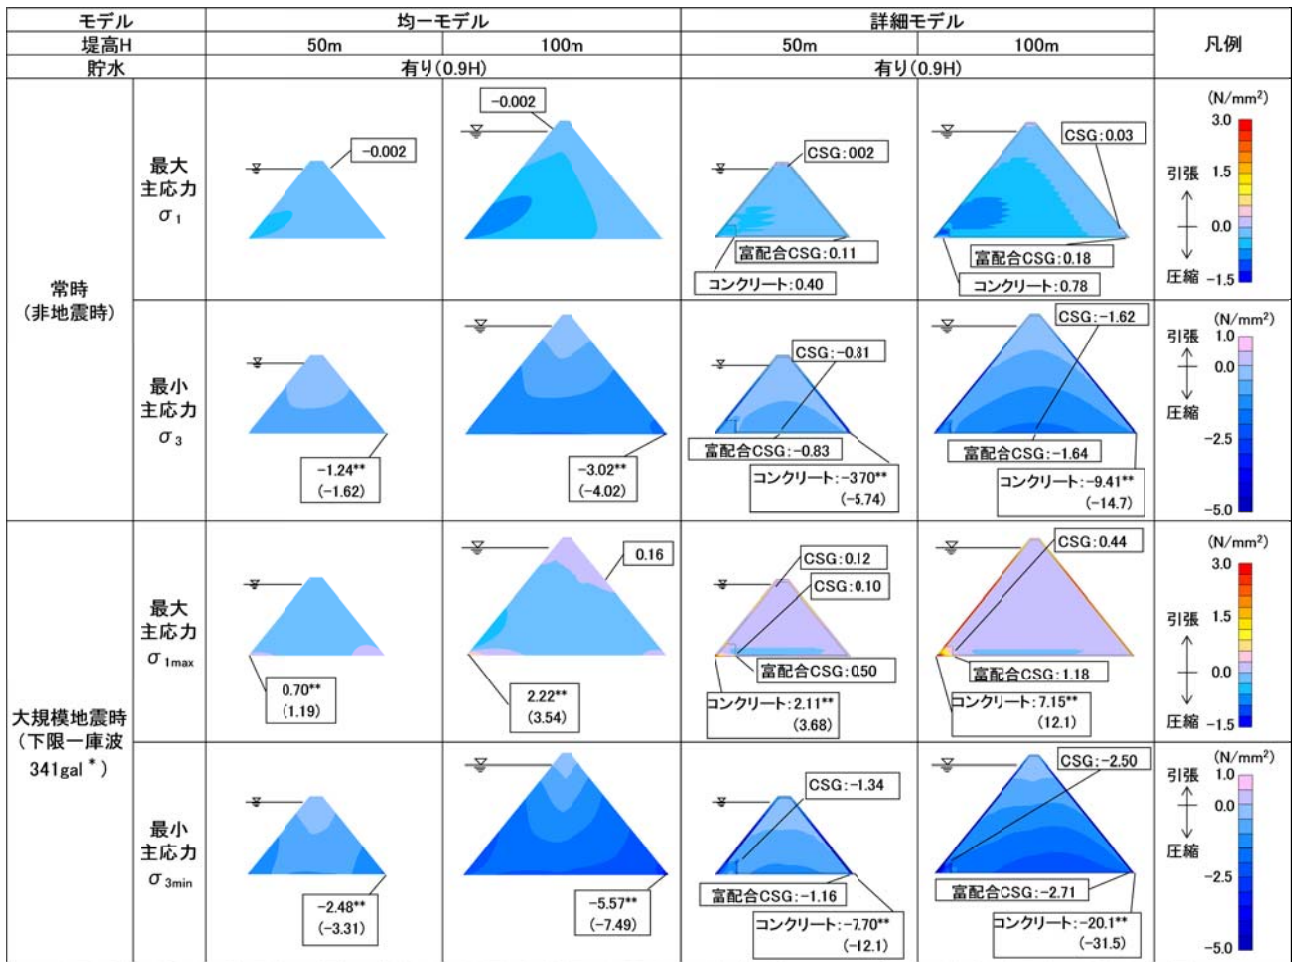 モデル 均一モデル 詳細モデル 凡例
堤高H 50m 100m 50m 100m
貯水 有り(0.9H) 有り(0.9H)
常時
(非地震時)
最大
主応力
σ1
-0.002
-0.002
CSG:002
富配合CSG:0.11
コンクリート:0.40
CSG:0.03
富配合CSG:0.18
コンクリート:0.78
(N/mm²)
3.0
引張
1.5
0.0
圧縮
-1.5
最小
主応力
σ3
-1.24**
(-1.62)
-3.02**
(-4.02)
CSG:-0.81
富配合CSG:-0.83
コンクリート:-370**
(-5.74)
CSG:-1.62
富配合CSG:-1.64
コンクリート:-9.41**
(-14.7)
(N/mm²)
引張
1.0
0.0
圧縮
-2.5
-5.0
大規模地震時
(下限一庫波
341gal*)
最大
主応力
σ1max
0.70**
(1.19)
0.16
2.22**
(3.54)
CSG:0.12
CSG:0.10
富配合CSG:0.50
コンクリート:2.11**
(3.68)
CSG:0.44
富配合CSG:1.18
コンクリート:7.15**
(12.1)
(N/mm²)
3.0
引張
1.5
0.0
圧縮
-1.5
最小
主応力
σ3min
-2.48**
(-3.31)
-5.57**
(-7.49)
CSG:-1.34
富配合CSG:-1.16
コンクリート:-7.70**
(-12.1)
CSG:-2.50
富配合CSG:-2.71
コンクリート:-20.1**
(-31.5)
(N/mm²)
引張
1.0
0.0
圧縮
-2.5
-5.0